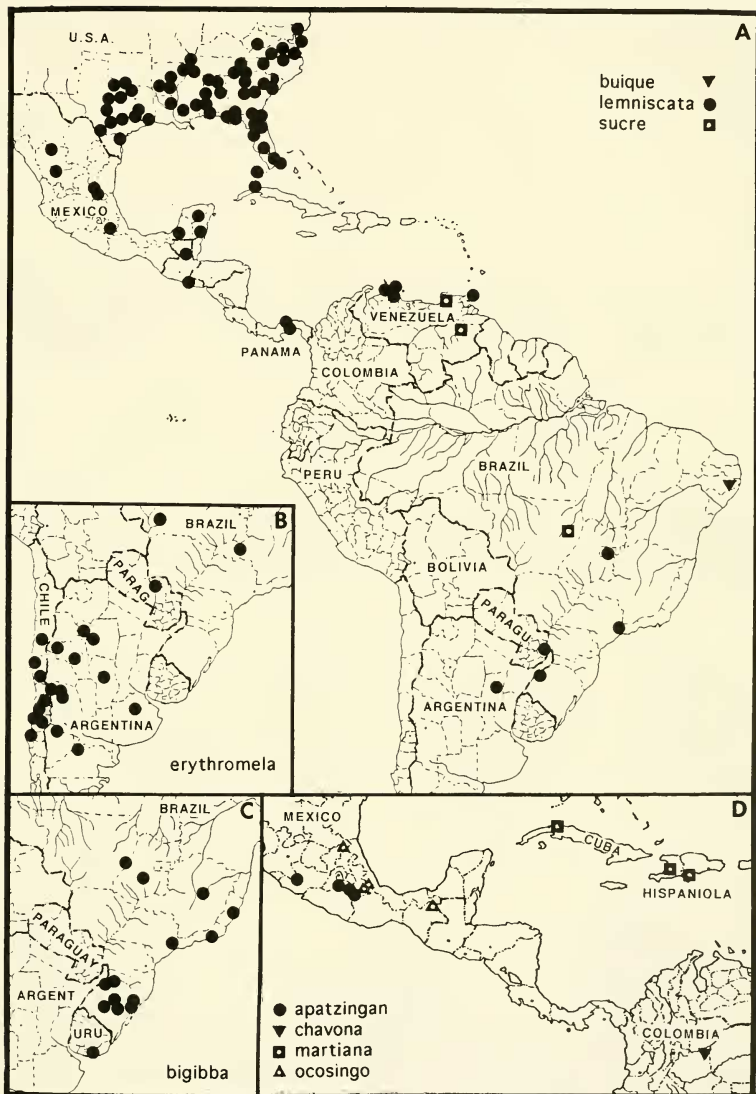 A
U.S.A.
buique
lemniscata
sucre
MEXICO
VENEZUELA
PANAMA
COLOMBIA
PERU
BRAZIL
BOLIVIA
PARAGU
ARGENTINA
B
BRAZIL
PARAG
CHILE
ARGENTINA
erythromela
C
BRAZIL
PARAGUAY
ARGENT
URU
bigibba
D
MEXICO
CUBA
HISPANIOLA
apatzingan
chavona
martiana
ocosingo
COLOMBIA